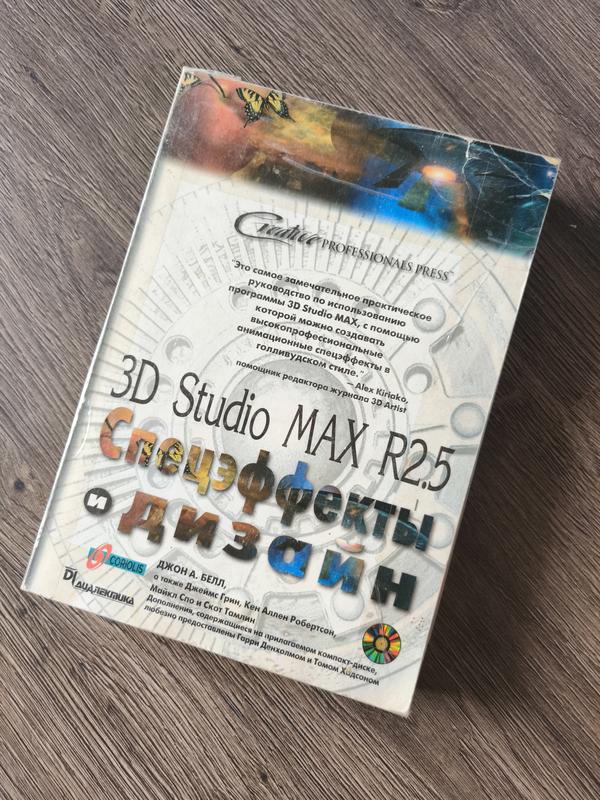 Creative PROFESSIONALS PRESS™
"Это самое замечательное практическое
руководство по использованию
программы 3D Studio MAX, с помощью
которой можно создавать
высокопрофессиональные
анимационные спецэффекты в
голливудском стиле."
— Alex Kiriako,
помощник редактора журнала 3D Artist
3D Studio MAX R2.5
Спецэффекты
и дизайн
CORIOLIS
ДИАЛЕКТИКА
ДЖОН А. БЕЛЛ,
а также Джеймс Грин, Кен Аллен Робертсон,
Майкл Спо и Скот Тамлин
Дополнения, содержащиеся на прилагаемом компакт-диске,
любезно предоставлены Гарри Денхолмом и Томом Хадсоном